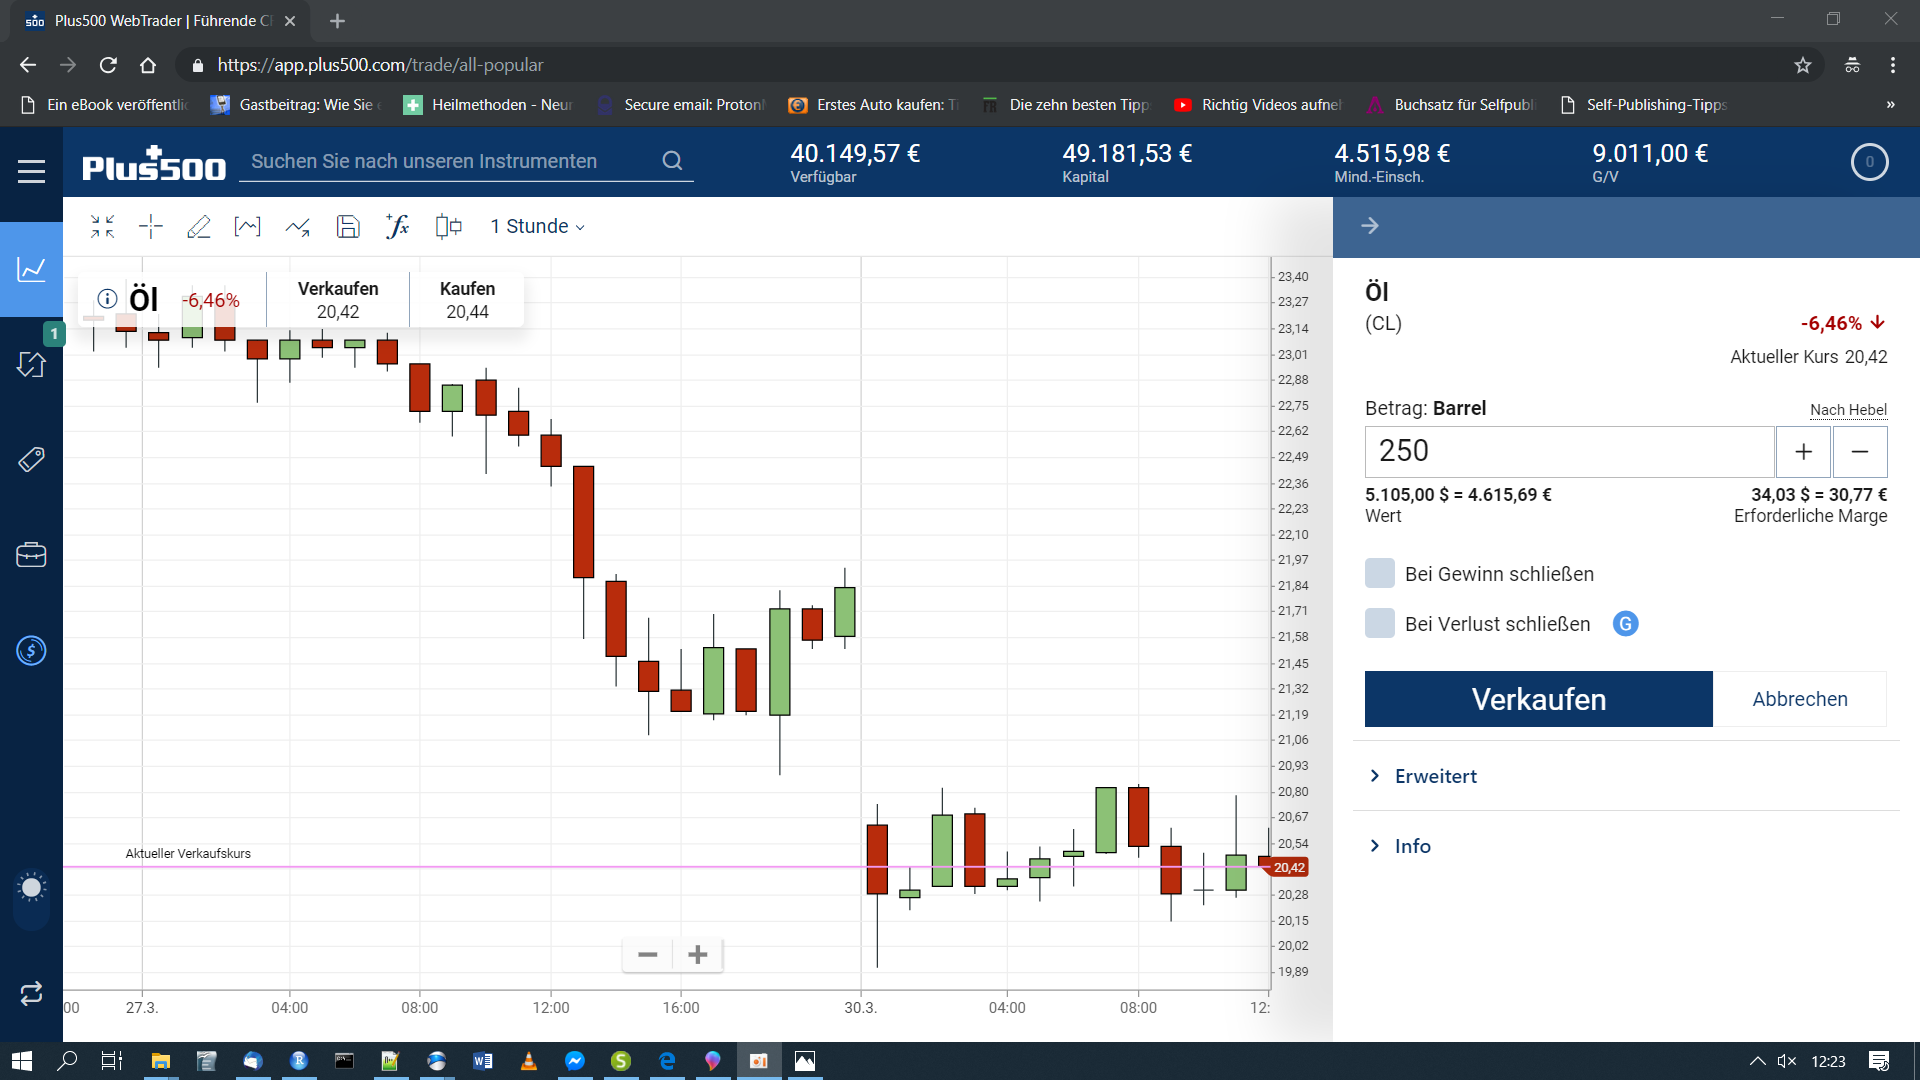 Plus500 WebTrader | Führende CF
https://app.plus500.com/trade/all-popular
Ein eBook veröffentlic
Gastbeitrag: Wie Sie e
Heilmethoden - Neur
Secure email: Proton
Erstes Auto kaufen: Ti
Die zehn besten Tipp
Richtig Videos aufneh
Buchsatz für Selfpubli
Self-Publishing-Tipps
»
Plus500
Suchen Sie nach unseren Instrumenten
40.149,57 €
Verfügbar
49.181,53 €
Kapital
4.515,98 €
Mind.-Einsch.
9.011,00 €
G/V
0
1 Stunde
1
Öl
-6,46%
Verkaufen
20,42
Kaufen
20,44
23,40
23,27
23,14
23,01
22,88
22,75
22,62
22,49
22,36
22,23
22,10
21,97
21,84
21,71
21,58
21,45
21,32
21,19
21,06
20,93
20,80
20,67
20,54
20,42
20,28
20,15
20,02
19,89
Aktueller Verkaufskurs
00
27.3.
04:00
08:00
12:00
16:00
30.3.
04:00
08:00
12:
Öl
(CL)
-6,46%
Aktueller Kurs 20,42
Betrag: Barrel
Nach Hebel
250
5.105,00 $ = 4.615,69 €
Wert
34,03 $ = 30,77 €
Erforderliche Marge
Bei Gewinn schließen
Bei Verlust schließen
G
Verkaufen
Abbrechen
Erweitert
Info
12:23